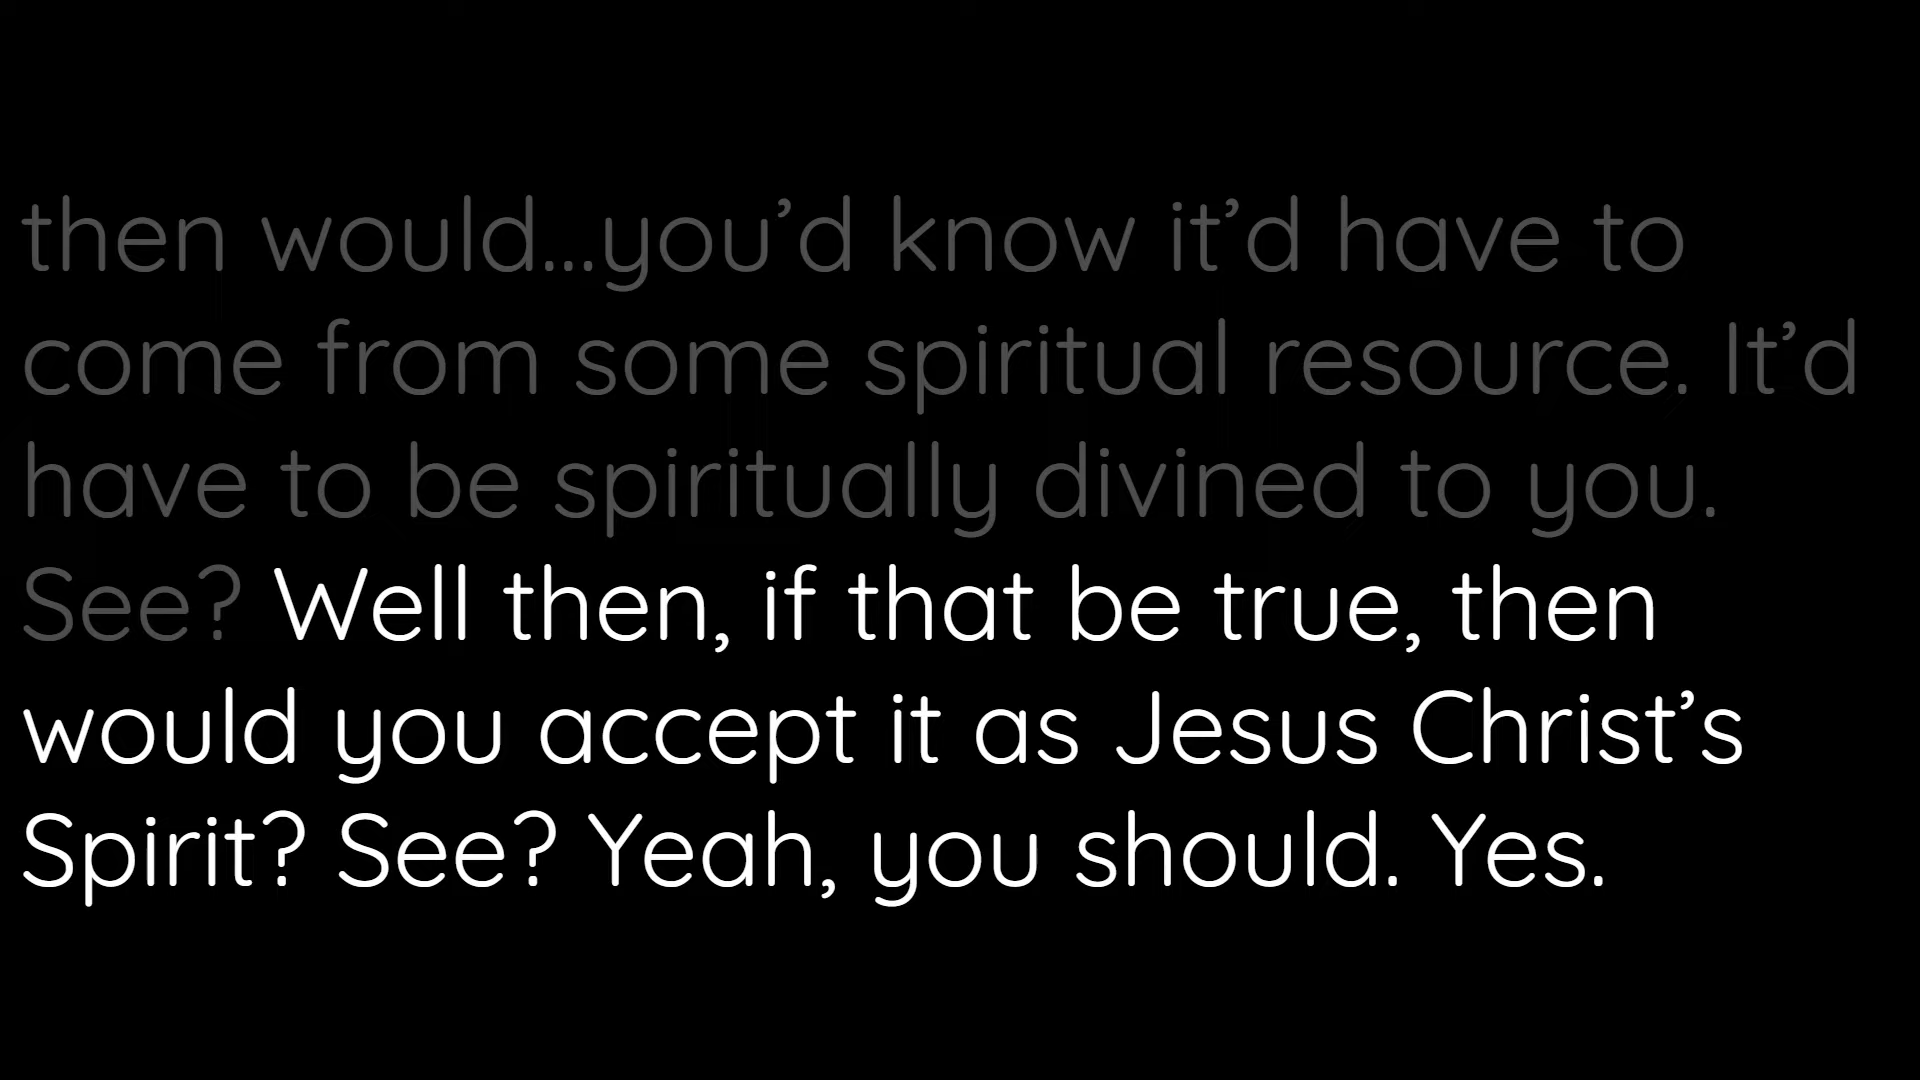 then would...you’d know it’d have to
come from some spiritual resource. It’d
have to be spiritually divined to you.
See? Well then, if that be true, then
would you accept it as Jesus Christ’s
Spirit? See? Yeah, you should. Yes.